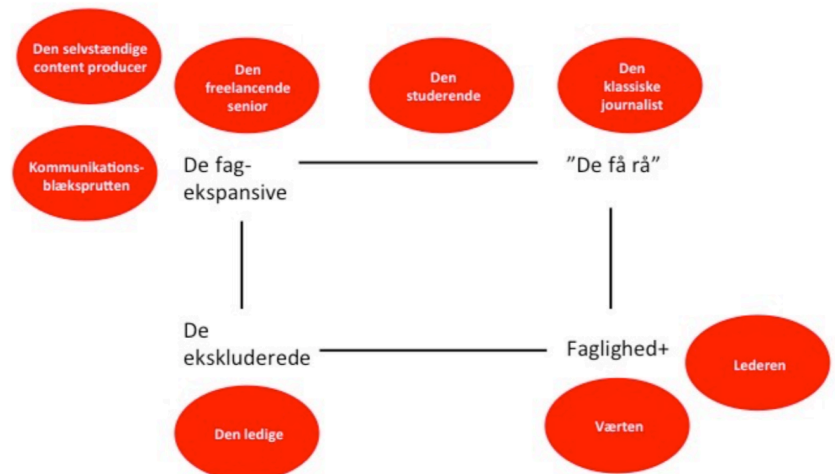 Den selvstændige
content producer
Den
freelancende
senior
Den
studerende
Den
klassiske
journalist
Kommunikations-
blæksprutten
De fag-
ekspansive
”De få rå”
De
ekskluderede
Faglighed+
Lederen
Den ledige
Værten